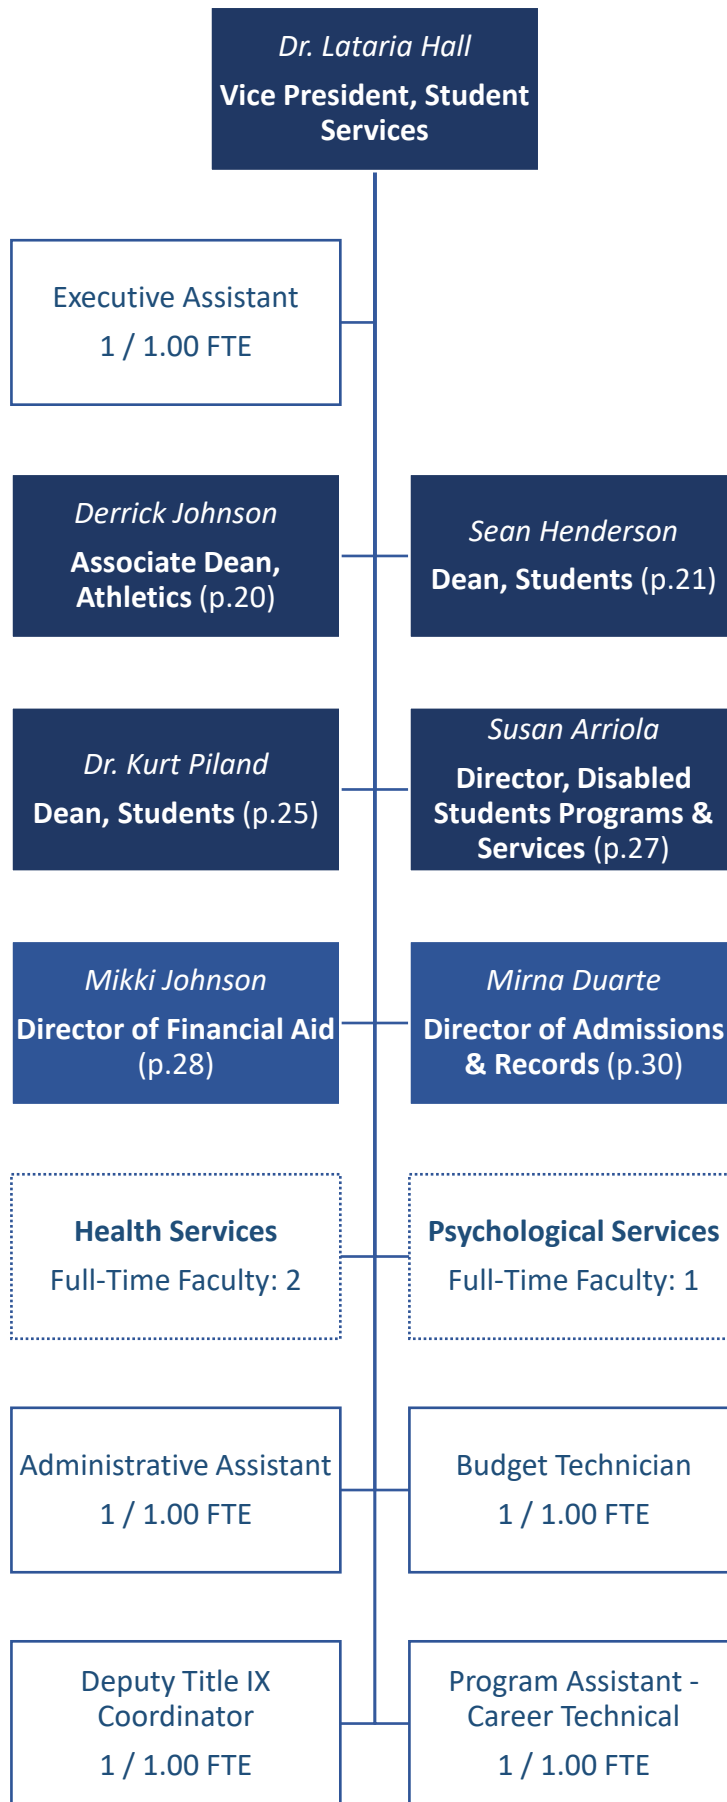 Dr. Lataria Hall
Vice President, Student
Services
Executive Assistant
1 / 1.00 FTE
Derrick Johnson
Associate Dean,
Athletics (p.20)
Sean Henderson
Dean, Students (p.21)
Dr. Kurt Piland
Dean, Students (p.25)
Susan Arriola
Director, Disabled
Students Programs &
Services (p.27)
Mikki Johnson
Director of Financial Aid
(p.28)
Mirna Duarte
Director of Admissions
& Records (p.30)
Health Services
Full-Time Faculty: 2
Psychological Services
Full-Time Faculty: 1
Administrative Assistant
1 / 1.00 FTE
Budget Technician
1 / 1.00 FTE
Deputy Title IX
Coordinator
1 / 1.00 FTE
Program Assistant -
Career Technical
1 / 1.00 FTE